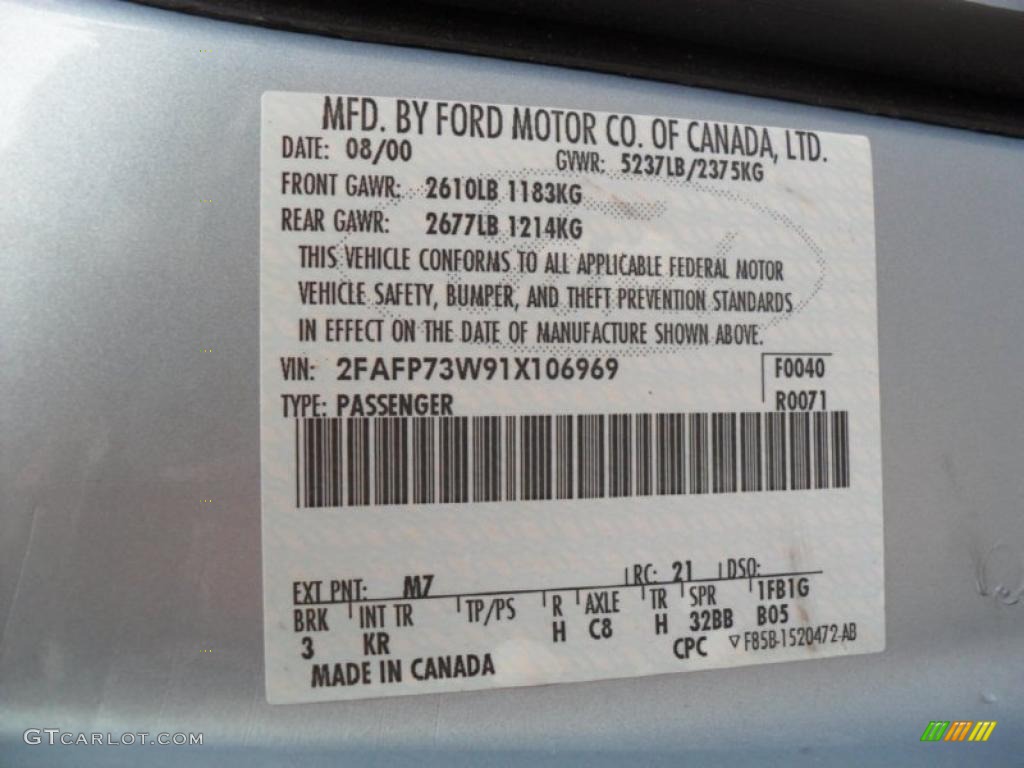 MFD. BY FORD MOTOR CO. OF CANADA, LTD.
DATE: 08/00 GVWR: 5237LB/2375KG
FRONT GAWR: 2610LB 1183KG
REAR GAWR: 2677LB 1214KG
THIS VEHICLE CONFORMS TO ALL APPLICABLE FEDERAL MOTOR
VEHICLE SAFETY, BUMPER, AND THEFT PREVENTION STANDARDS
IN EFFECT ON THE DATE OF MANUFACTURE SHOWN ABOVE.
VIN: 2FAFP73W91X106969 F0040
TYPE: PASSENGER R0071
EXT PNT: M7 RC: 21 DSO:
BRK INT TR TP/PS R AXLE TR SPR 1FB1G
3 KR H C8 H 32BB B05
MADE IN CANADA CPC ▽F85B-1520472-AB
GTCARLOT.COM